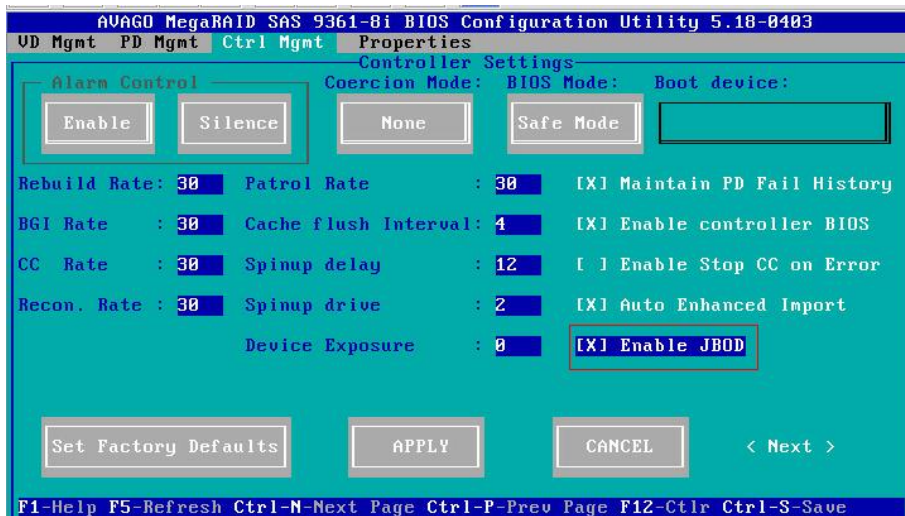 AVAGO MegaRAID SAS 9361-8i BIOS Configuration Utility 5.18-0403
VD Mgmt PD Mgmt Ctrl Mgmt Properties
Controller Settings
Alarm Control Coercion Mode: BIOS Mode: Boot device:
Enable Silence None Safe Mode
Rebuild Rate: 30 Patrol Rate : 30 [X] Maintain PD Fail History
BGI Rate : 30 Cache flush Interval: 4 [X] Enable controller BIOS
CC Rate : 30 Spinup delay : 12 [ ] Enable Stop CC on Error
Recon. Rate : 30 Spinup drive : 2 [X] Auto Enhanced Import
Device Exposure : 0 [X] Enable JBOD
Set Factory Defaults APPLY CANCEL < Next >
F1-Help F5-Refresh Ctrl-N-Next Page Ctrl-P-Prev Page F12-Ctlr Ctrl-S-Save